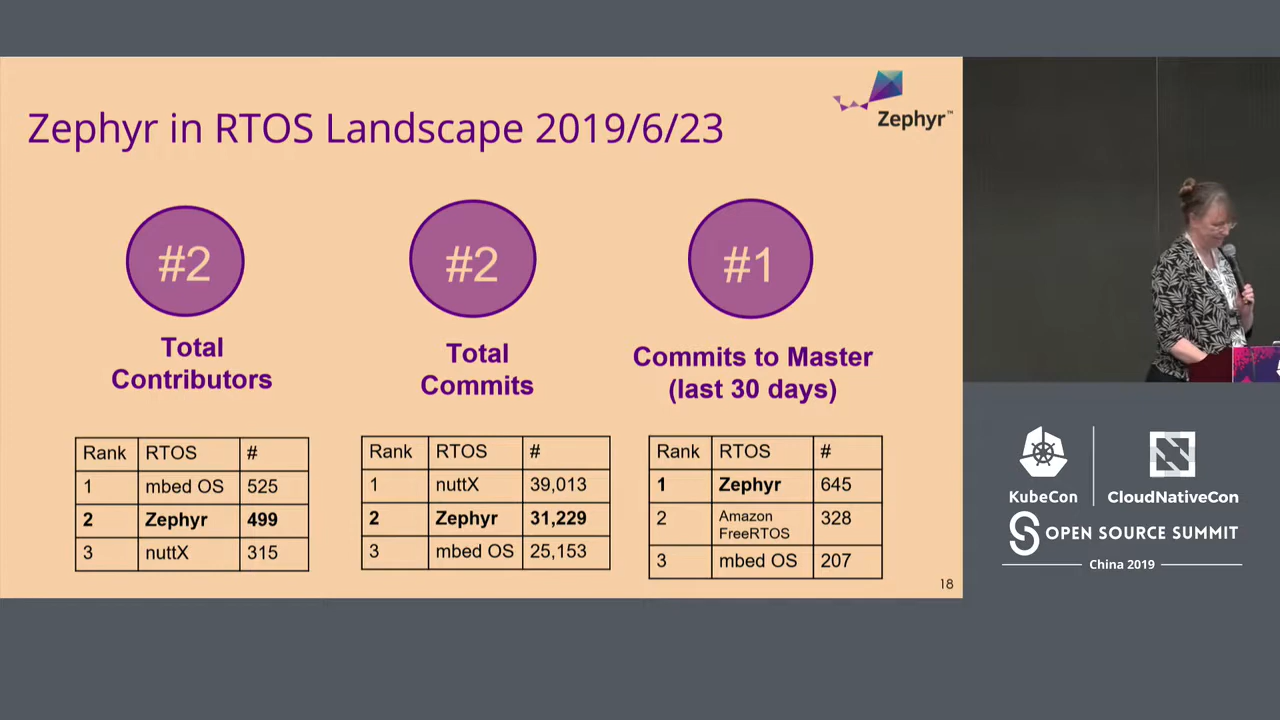 Zephyr in RTOS Landscape 2019/6/23
Zephyr™
#2
Total
Contributors
Rank RTOS #
1 mbed OS 525
2 Zephyr 499
3 nuttX 315
#2
Total
Commits
Rank RTOS #
1 nuttX 39,013
2 Zephyr 31,229
3 mbed OS 25,153
#1
Commits to Master
(last 30 days)
Rank RTOS #
1 Zephyr 645
2 Amazon
FreeRTOS 328
3 mbed OS 207
18
KubeCon
CloudNativeCon
OPEN SOURCE SUMMIT
China 2019